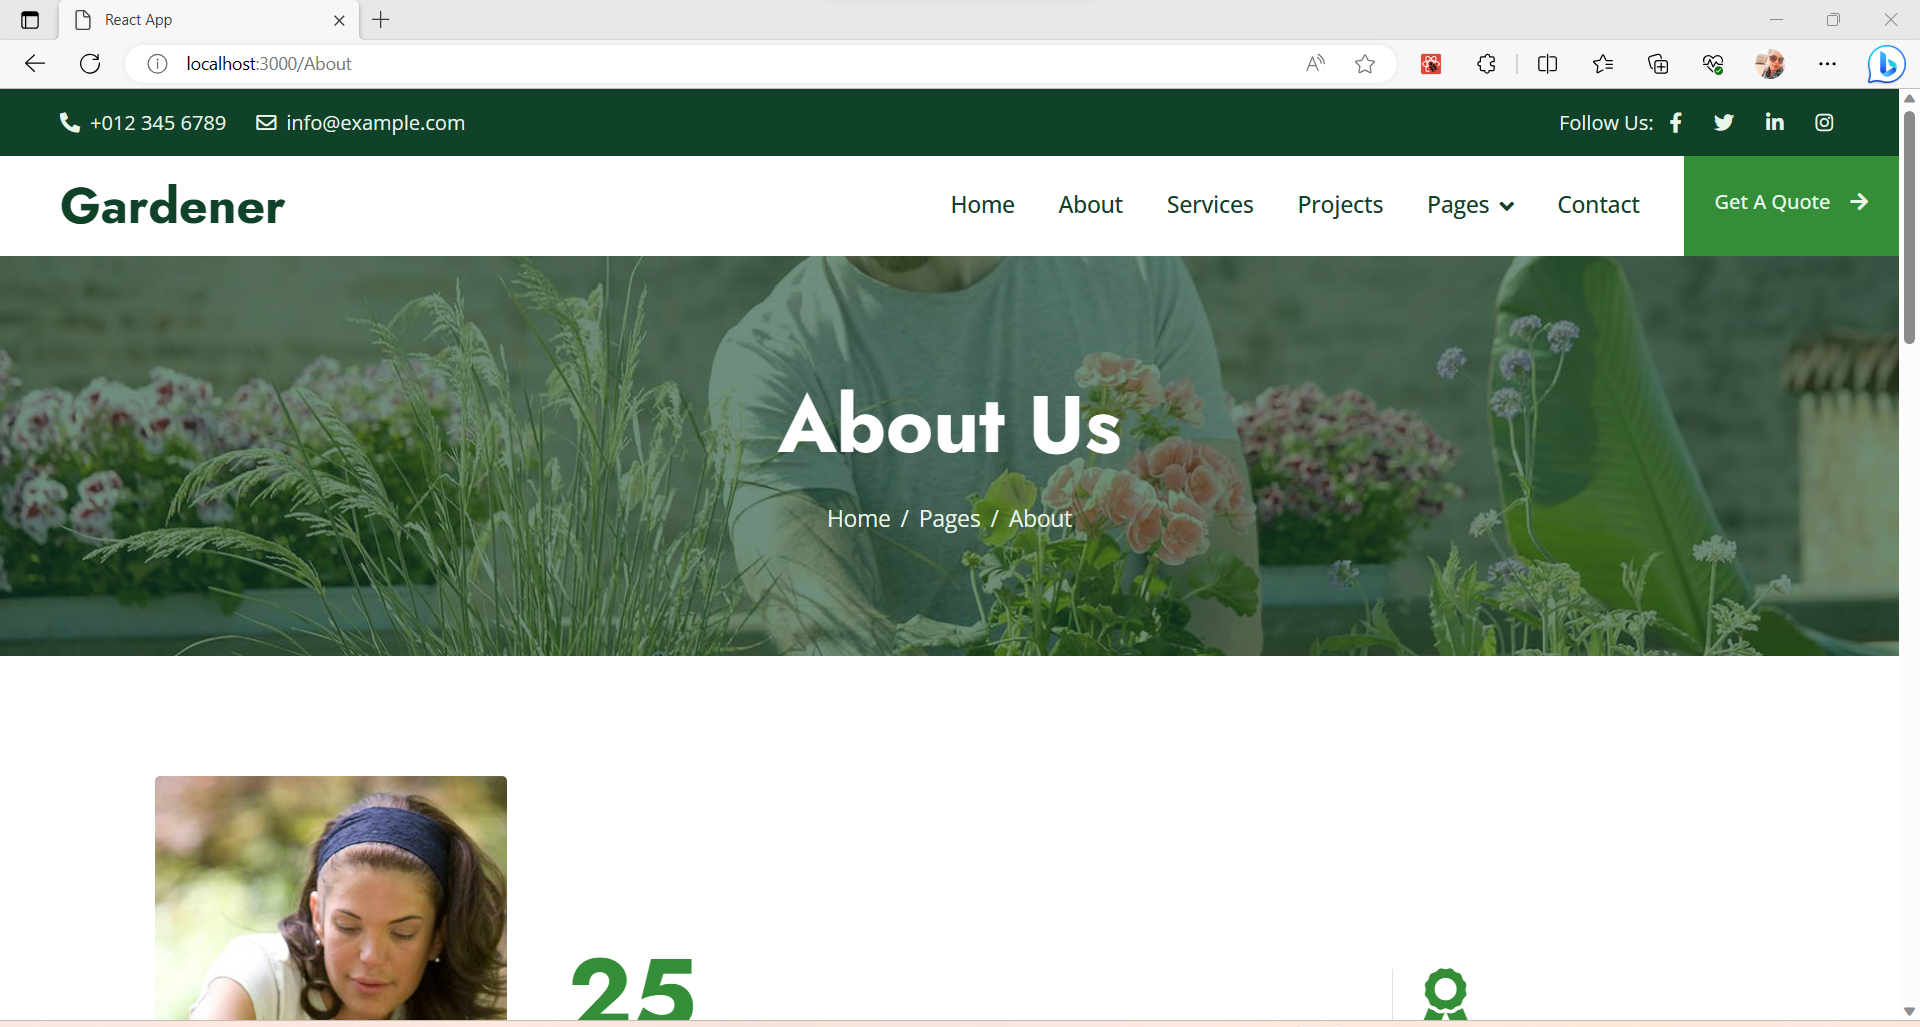 React App
localhost:3000/About
+012 345 6789 info@example.com Follow Us:
Gardener Home About Services Projects Pages Contact Get A Quote
About Us
Home / Pages / About
25